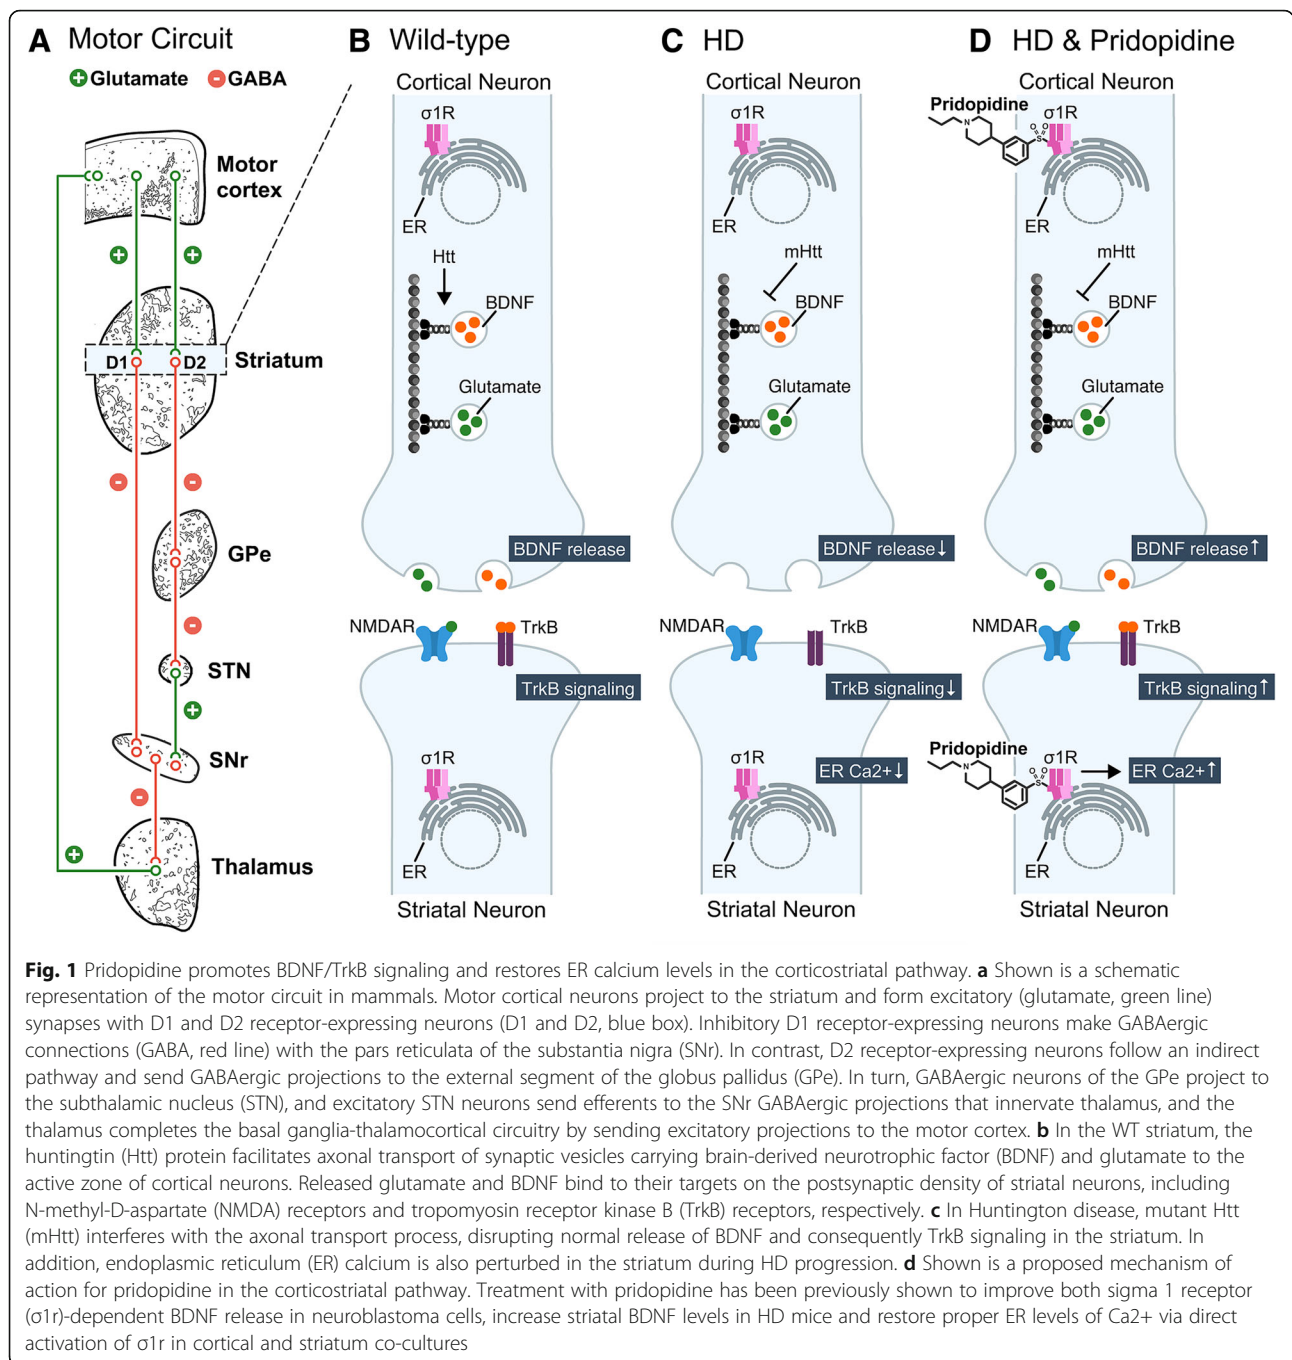 A Motor Circuit
+ Glutamate - GABA
Motor
cortex
+ +
D1 D2
Striatum
- -
GPe
-
STN
+
SNr
-
+
Thalamus
B Wild-type
Cortical Neuron
σ1R
ER
Htt
BDNF
Glutamate
BDNF release
NMDAR
TrkB
TrkB signaling
σ1R
ER
Striatal Neuron
C HD
Cortical Neuron
σ1R
ER
mHtt
BDNF
Glutamate
BDNF release↓
NMDAR
TrkB
TrkB signaling↓
σ1R
ER Ca2+↓
ER
Striatal Neuron
D HD & Pridopidine
Cortical Neuron
Pridopidine
σ1R
N
O O
S
ER
mHtt
BDNF
Glutamate
BDNF release↑
NMDAR
TrkB
TrkB signaling↑
Pridopidine
σ1R
N
O O
S
ER Ca2+↑
ER
Striatal Neuron
Fig. 1 Pridopidine promotes BDNF/TrkB signaling and restores ER calcium levels in the corticostriatal pathway. a Shown is a schematic
representation of the motor circuit in mammals. Motor cortical neurons project to the striatum and form excitatory (glutamate, green line)
synapses with D1 and D2 receptor-expressing neurons (D1 and D2, blue box). Inhibitory D1 receptor-expressing neurons make GABAergic
connections (GABA, red line) with the pars reticulata of the substantia nigra (SNr). In contrast, D2 receptor-expressing neurons follow an indirect
pathway and send GABAergic projections to the external segment of the globus pallidus (GPe). In turn, GABAergic neurons of the GPe project to
the subthalamic nucleus (STN), and excitatory STN neurons send efferents to the SNr GABAergic projections that innervate thalamus, and the
thalamus completes the basal ganglia-thalamocortical circuitry by sending excitatory projections to the motor cortex. b In the WT striatum, the
huntingtin (Htt) protein facilitates axonal transport of synaptic vesicles carrying brain-derived neurotrophic factor (BDNF) and glutamate to the
active zone of cortical neurons. Released glutamate and BDNF bind to their targets on the postsynaptic density of striatal neurons, including
N-methyl-D-aspartate (NMDA) receptors and tropomyosin receptor kinase B (TrkB) receptors, respectively. c In Huntington disease, mutant Htt
(mHtt) interferes with the axonal transport process, disrupting normal release of BDNF and consequently TrkB signaling in the striatum. In
addition, endoplasmic reticulum (ER) calcium is also perturbed in the striatum during HD progression. d Shown is a proposed mechanism of
action for pridopidine in the corticostriatal pathway. Treatment with pridopidine has been previously shown to improve both sigma 1 receptor
(σ1r)-dependent BDNF release in neuroblastoma cells, increase striatal BDNF levels in HD mice and restore proper ER levels of Ca2+ via direct
activation of σ1r in cortical and striatum co-cultures